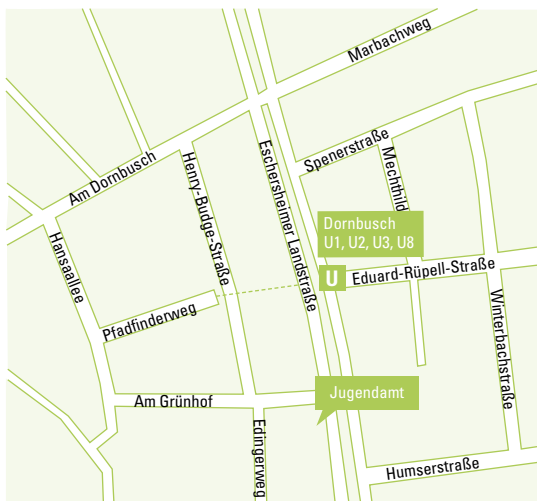 Marbachweg
Spenerstraße
Am Dornbusch
Mechthild
Eschersheimer Landstraße
Henry-Budge-Straße
Hansaallee
Dornbusch
U1, U2, U3, U8
U
Eduard-Rüpell-Straße
Pfadfinderweg
Winterbachstraße
Jugendamt
Am Grünhof
Edingerweg
Humserstraße